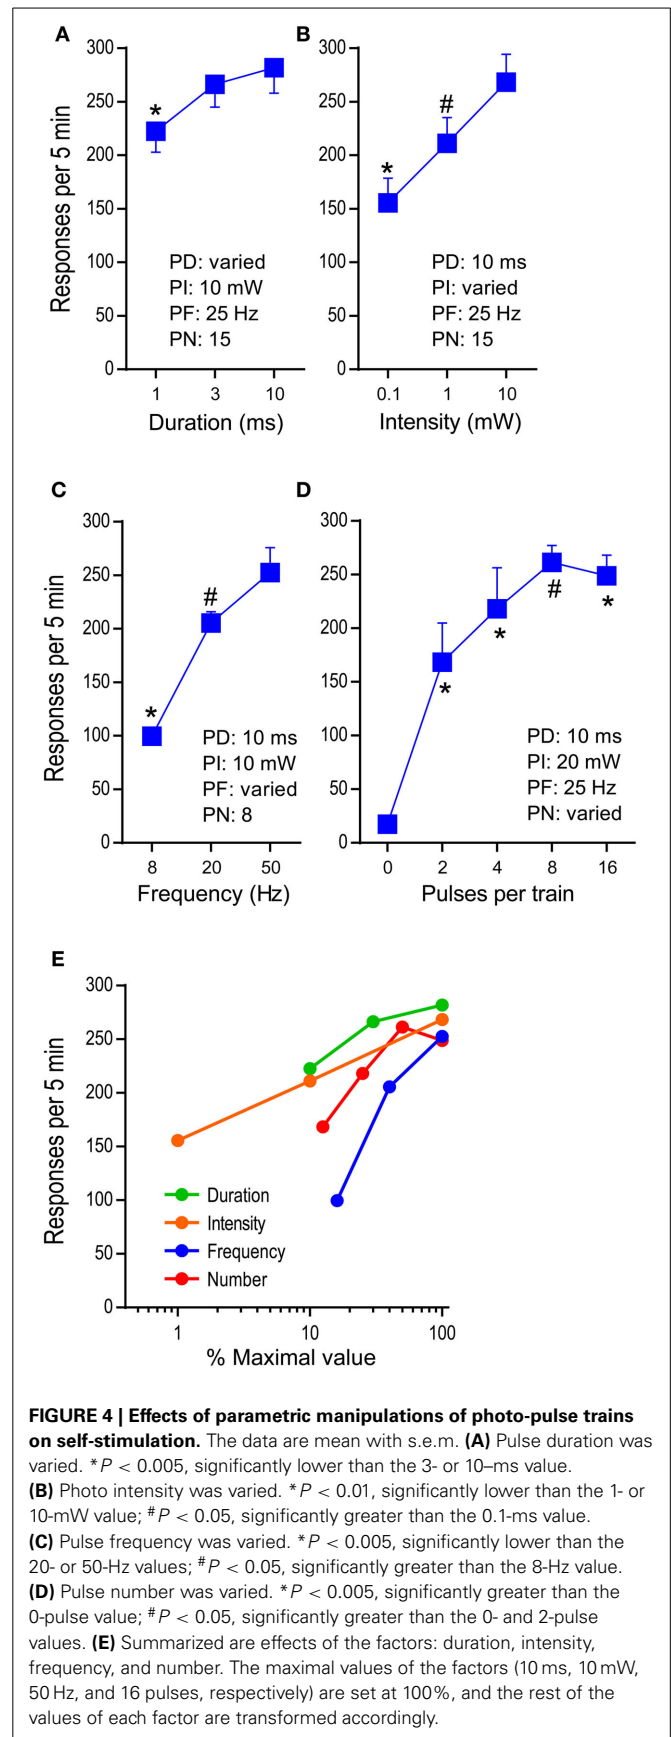 A
300
250
200
150
100
50
0
Responses per 5 min
*
PD: varied
PI: 10 mW
PF: 25 Hz
PN: 15
1 3 10
Duration (ms)
B
300
250
200
150
100
50
0
*
#
PD: 10 ms
PI: varied
PF: 25 Hz
PN: 15
0.1 1 10
Intensity (mW)
C
300
250
200
150
100
50
0
Responses per 5 min
*
#
PD: 10 ms
PI: 10 mW
PF: varied
PN: 8
8 20 50
Frequency (Hz)
D
300
250
200
150
100
50
0
*
*
#
*
PD: 10 ms
PI: 20 mW
PF: 25 Hz
PN: varied
0 2 4 8 16
Pulses per train
E
300
250
200
150
100
50
0
Responses per 5 min
Duration
Intensity
Frequency
Number
1 10 100
% Maximal value
FIGURE 4 | Effects of parametric manipulations of photo-pulse trains
on self-stimulation. The data are mean with s.e.m. (A) Pulse duration was
varied. *P < 0.005, significantly lower than the 3- or 10–ms value.
(B) Photo intensity was varied. *P < 0.01, significantly lower than the 1- or
10-mW value; #P < 0.05, significantly greater than the 0.1-ms value.
(C) Pulse frequency was varied. *P < 0.005, significantly lower than the
20- or 50-Hz values; #P < 0.05, significantly greater than the 8-Hz value.
(D) Pulse number was varied. *P < 0.005, significantly greater than the
0-pulse value; #P < 0.05, significantly greater than the 0- and 2-pulse
values. (E) Summarized are effects of the factors: duration, intensity,
frequency, and number. The maximal values of the factors (10 ms, 10 mW,
50 Hz, and 16 pulses, respectively) are set at 100%, and the rest of the
values of each factor are transformed accordingly.